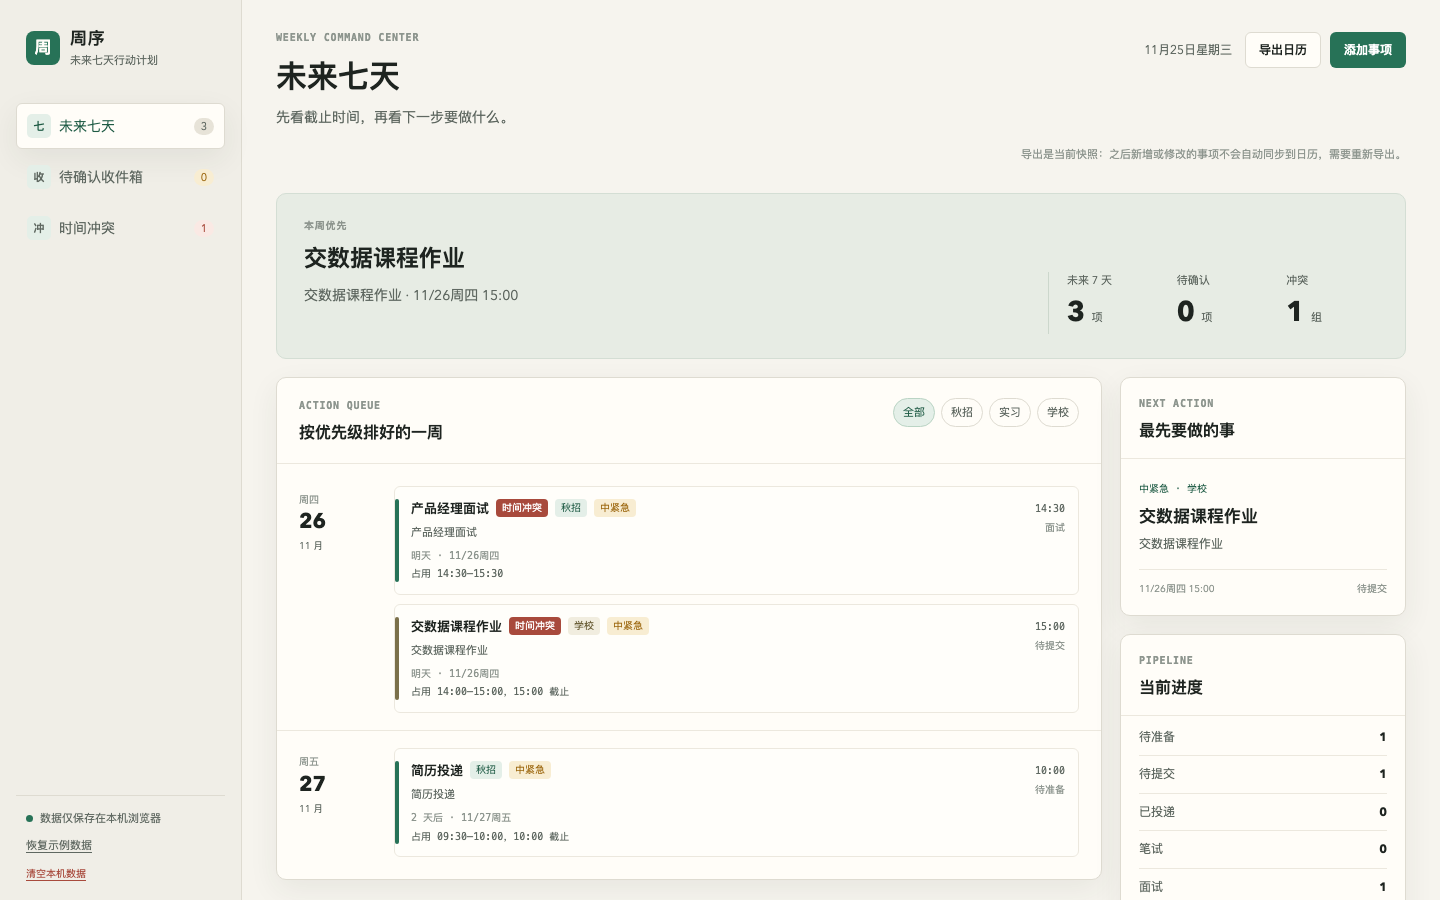 周
周序
未来七天行动计划
七 未来七天 3
收 待确认收件箱 0
冲 时间冲突 1
数据仅保存在本机浏览器
恢复示例数据
清空本机数据
WEEKLY COMMAND CENTER
未来七天
先看截止时间，再看下一步要做什么。
11月25日星期三
导出日历
添加事项
导出是当前快照：之后新增或修改的事项不会自动同步到日历，需要重新导出。
本周优先
交数据课程作业
交数据课程作业 · 11/26周四 15:00
未来 7 天
3 项
待确认
0 项
冲突
1 组
ACTION QUEUE
按优先级排好的一周
全部 秋招 实习 学校
周四
26
11 月
产品经理面试 时间冲突 秋招 中紧急
产品经理面试
明天 · 11/26周四
占用 14:30–15:30
14:30
面试
交数据课程作业 时间冲突 学校 中紧急
交数据课程作业
明天 · 11/26周四
占用 14:00–15:00，15:00 截止
15:00
待提交
周五
27
11 月
简历投递 秋招 中紧急
简历投递
2 天后 · 11/27周五
占用 09:30–10:00，10:00 截止
10:00
待准备
NEXT ACTION
最先要做的事
中紧急 · 学校
交数据课程作业
交数据课程作业
11/26周四 15:00 待提交
PIPELINE
当前进度
待准备 1
待提交 1
已投递 0
笔试 0
面试 1